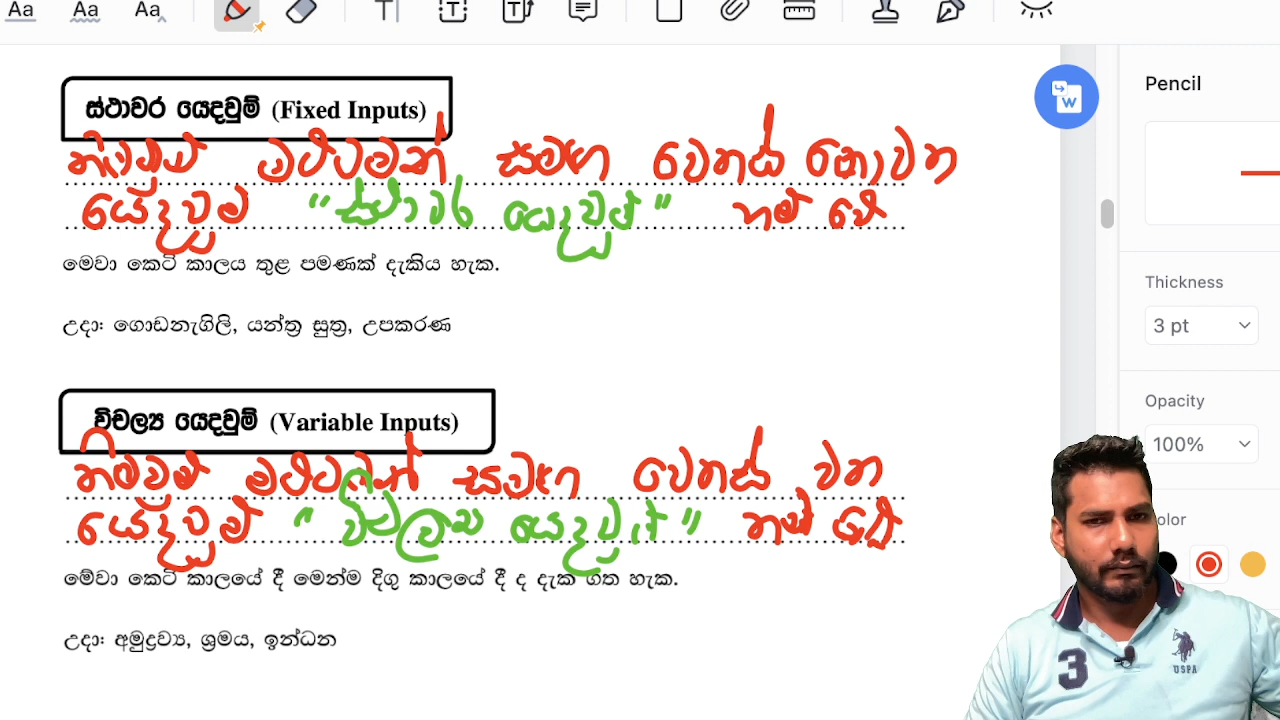 Aa Aa Aa
ස්ථාවර යෙදවුම් (Fixed Inputs)
නිමැවුම් මට්ටමත් සමඟ වෙනස් නොවන
යෙදවුම් "ස්ථාවර යෙදවුම්" නම් වේ
මෙවා කෙටි කාලය තුළ පමණක් දැකිය හැක.
උදා: ගොඩනැගිලි, යන්ත්‍ර සුත්‍ර, උපකරණ
විචල්‍ය යෙදවුම් (Variable Inputs)
නිමවුම් මට්ටමත් සමඟ වෙනස් වන
යෙදවුම් "විචල්‍ය යෙදවුම්" නම් වේ
මේවා කෙටි කාලයේ දී මෙන්ම දිගු කාලයේ දී ද දැක ගත හැක.
උදා: අමුද්‍රව්‍ය, ශ්‍රමය, ඉන්ධන
W
Pencil
Thickness
3 pt
Opacity
100%
3
USPA